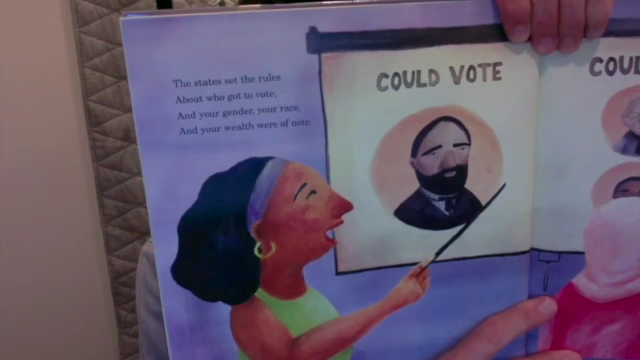 The states set the rules
About who got to vote;
And your gender, your race,
And your wealth were of note.
COULD VOTE
COUL